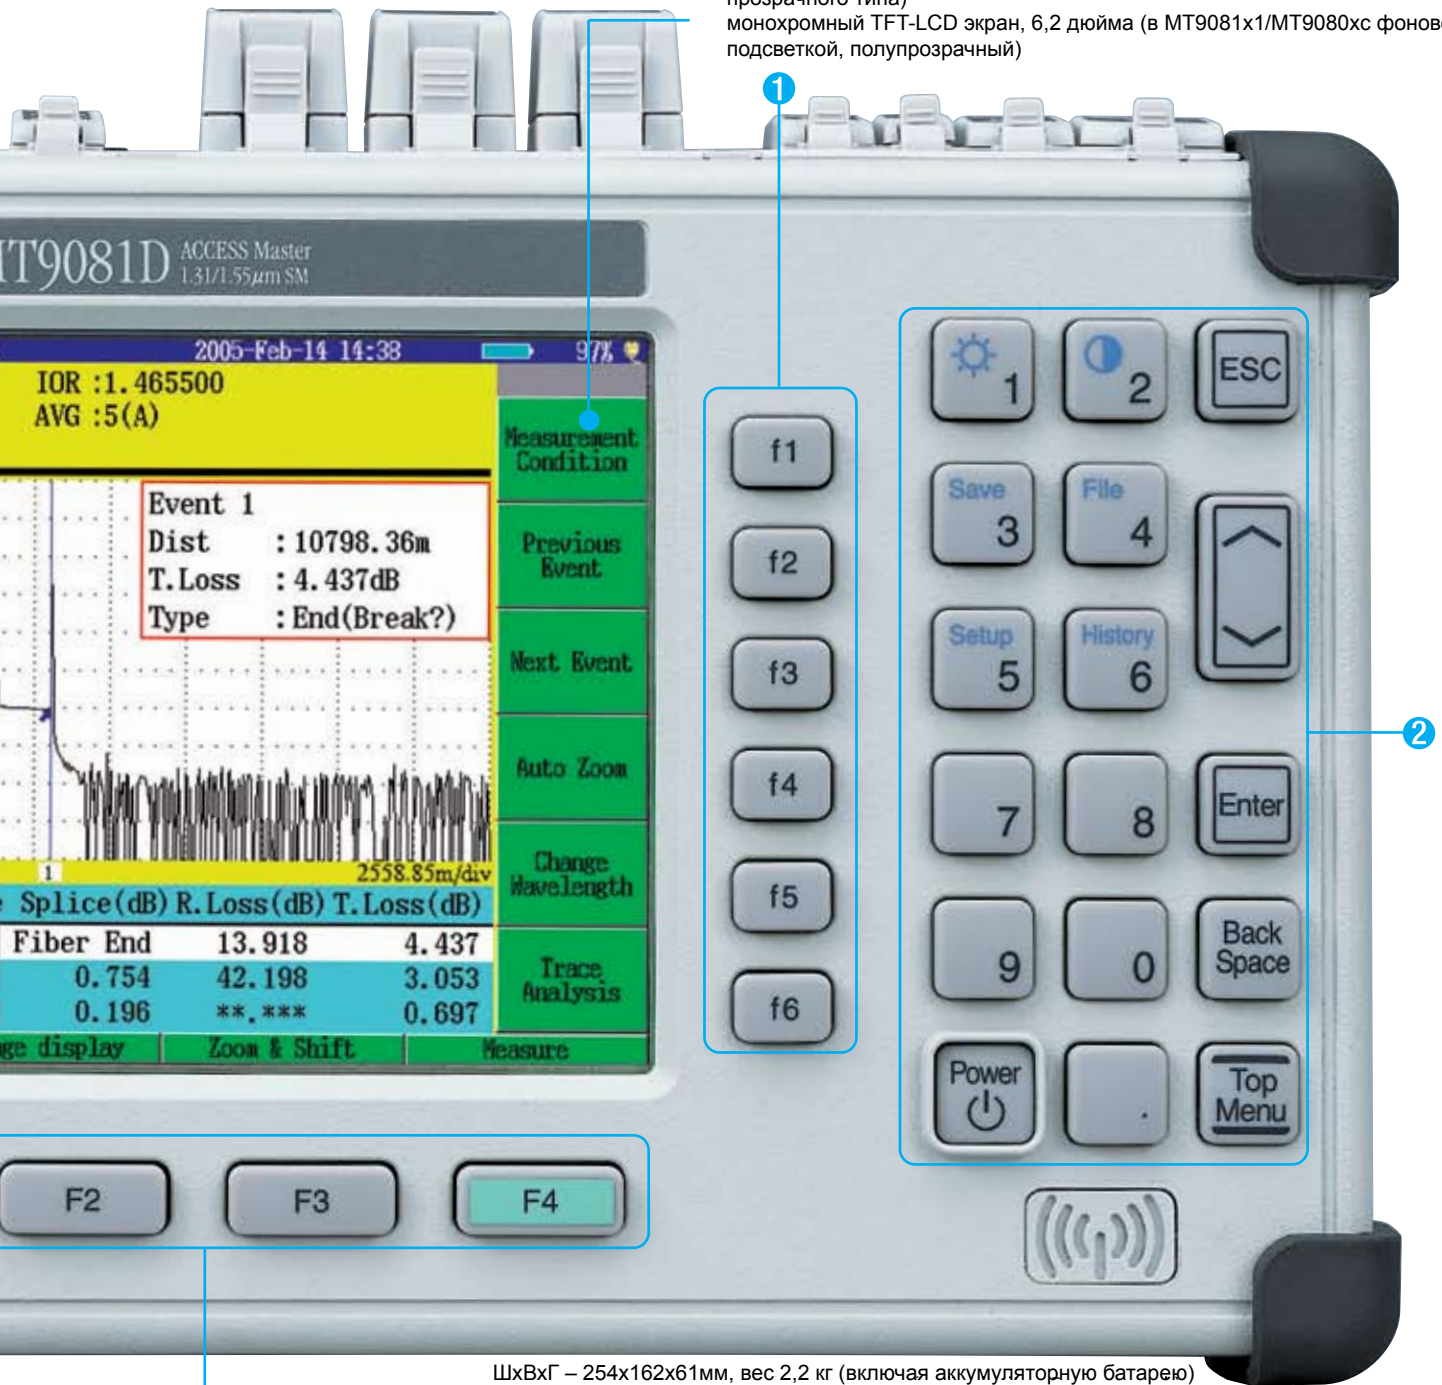 прозрачного типа)
монохромный TFT-LCD экран, 6,2 дюйма (в MT9081x1/MT9080xc фонов
подсветкой, полупрозрачный)
1
MT9081D ACCESS Master
1.31/1.55µm SM
2005-Feb-14 14:38 97%
IOR :1.465500
AVG :5(A)
Measurement
Condition
Event 1
Dist :10798.36m
T.Loss :4.437dB
Type :End(Break?)
Previous
Event
Next Event
Auto Zoom
Change
Wavelength
Trace
Analysis
1 2558.85m/div
Splice(dB) R.Loss(dB) T.Loss(dB)
Fiber End 13.918 4.437
0.754 42.198 3.053
0.196 **.*** 0.697
display Zoom & Shift Measure
f1
f2
f3
f4
f5
f6
1 2 ESC
Save 3 File 4
Setup 5 History 6
2
7 8 Enter
9 0 Back Space
Power . Top Menu
F2 F3 F4
ШxВxГ – 254x162x61мм, вес 2,2 кг (включая аккумуляторную батарею)